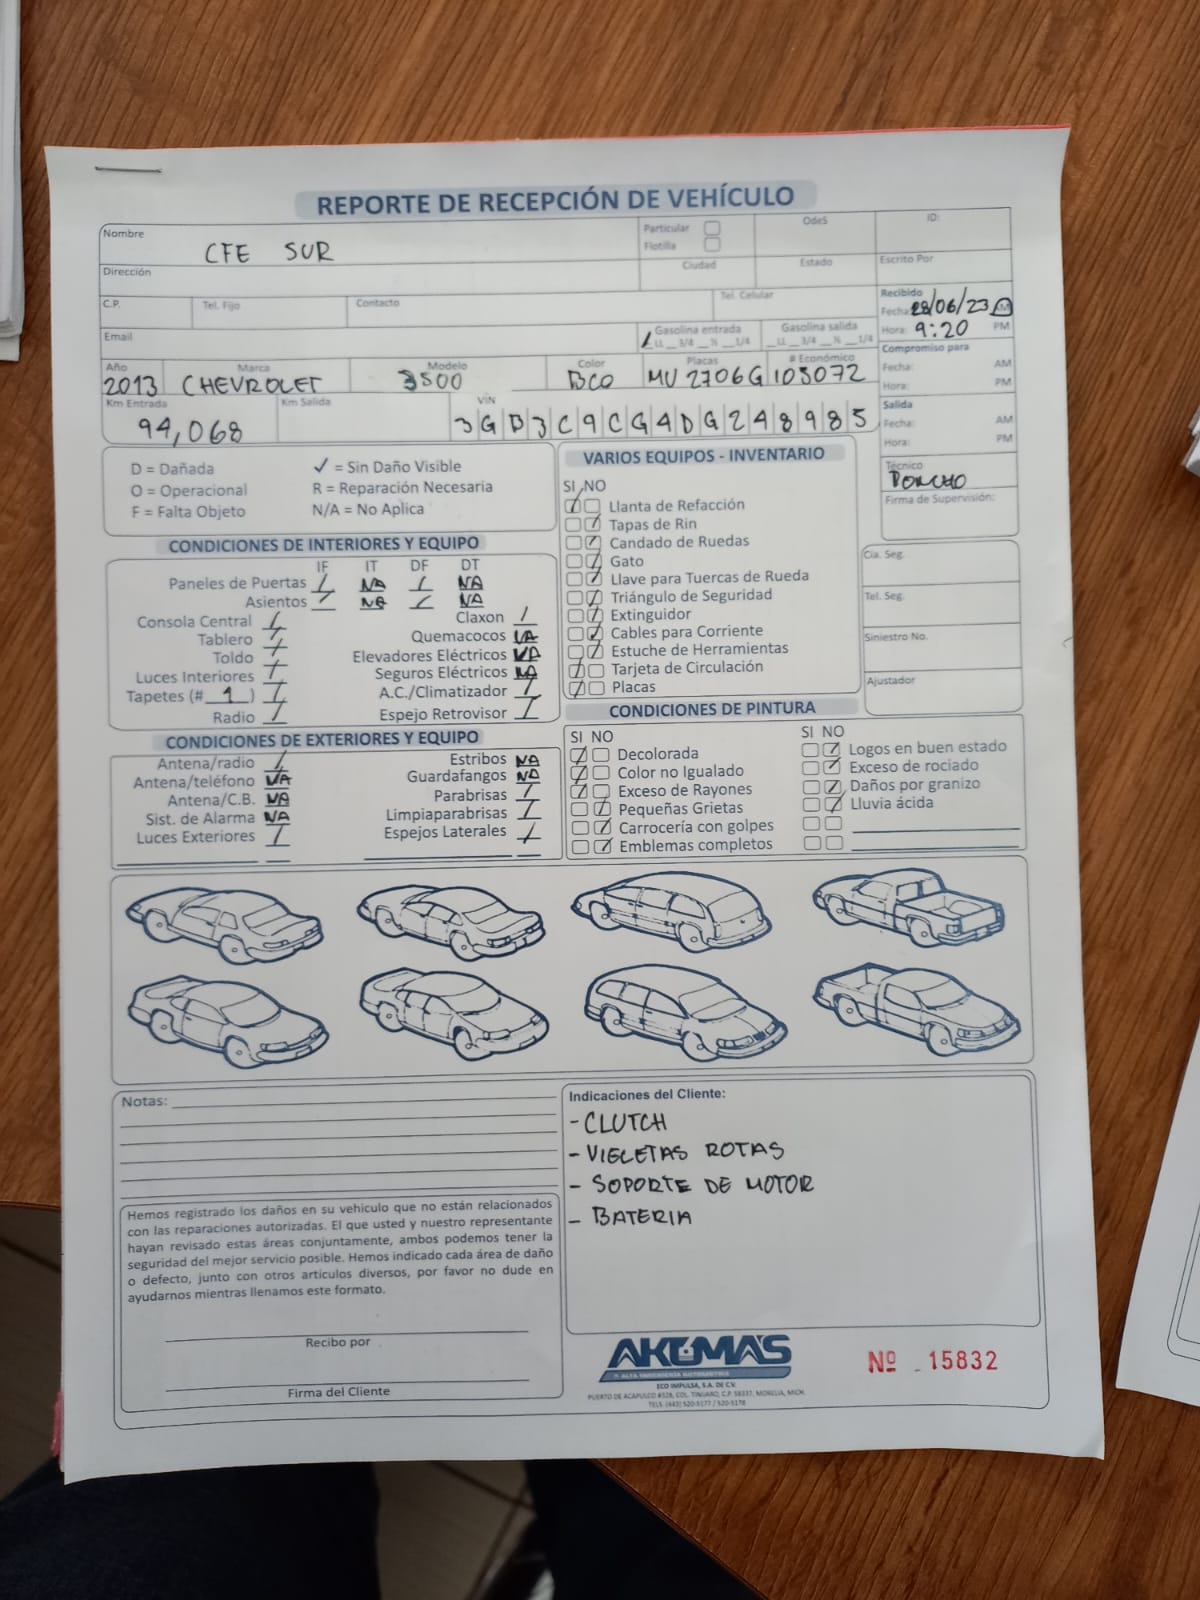 REPORTE DE RECEPCIÓN DE VEHÍCULO
Nombre CFE SUR
Particular
Flotilla
OdeS
ID:
Dirección
Ciudad
Estado
Escrito Por
C.P.
Tel. Fijo
Contacto
Tel. Celular
Recibido
Fecha: 28/06/23 AM
Hora: 9:20 PM
Email
Gasolina entrada
LL __3/4 __½ __1/4
Gasolina salida
__LL __3/4 __½ __1/4
Compromiso para
Fecha: AM
Hora: PM
Año Marca Modelo Color Placas # Económico
2013 CHEVROLET 3500 BCO MU 2706G 105072
Km Entrada Km Salida VIN
94,068 3GB3C9CG4DG248985
Salida
Fecha: AM
Hora: PM
Técnico
PONCHO
Firma de Supervisión:
Cia. Seg.
Tel. Seg.
Siniestro No.
Ajustador
D = Dañada ✓ = Sin Daño Visible
O = Operacional R = Reparación Necesaria
F = Falta Objeto N/A = No Aplica
CONDICIONES DE INTERIORES Y EQUIPO
IF IT DF DT
Paneles de Puertas ✓ NA ✓ NA
Asientos ✓ NA ✓ NA
Consola Central ✓ Claxon ✓
Tablero ✓ Quemacocos NA
Toldo ✓ Elevadores Eléctricos NA
Luces Interiores ✓ Seguros Eléctricos NA
Tapetes (# 1 ) ✓ A.C./Climatizador ✓
Radio ✓ Espejo Retrovisor ✓
CONDICIONES DE EXTERIORES Y EQUIPO
Antena/radio ✓ Estribos NA
Antena/teléfono NA Guardafangos NA
Antena/C.B. NA Parabrisas ✓
Sist. de Alarma NA Limpiaparabrisas ✓
Luces Exteriores ✓ Espejos Laterales ✓
VARIOS EQUIPOS - INVENTARIO
SI NO
Llanta de Refacción
Tapas de Rin
Candado de Ruedas
Gato
Llave para Tuercas de Rueda
Triángulo de Seguridad
Extinguidor
Cables para Corriente
Estuche de Herramientas
Tarjeta de Circulación
Placas
CONDICIONES DE PINTURA
SI NO SI NO
Decolorada Logos en buen estado
Color no Igualado Exceso de rociado
Exceso de Rayones Daños por granizo
Pequeñas Grietas Lluvia ácida
Carrocería con golpes
Emblemas completos
Notas:
Indicaciones del Cliente:
- CLUTCH
- VIELETAS ROTAS
- SOPORTE DE MOTOR
- BATERIA
Hemos registrado los daños en su vehiculo que no están relacionados
con las reparaciones autorizadas. El que usted y nuestro representante
hayan revisado estas áreas conjuntamente, ambos podemos tener la
seguridad del mejor servicio posible. Hemos indicado cada área de daño
o defecto, junto con otros articulos diversos, por favor no dude en
ayudarnos mientras llenamos este formato.
Recibo por
Firma del Cliente
AKUMAS
ALTA INGENIERIA AUTOMOTRIZ
ECO IMPULSA, S.A. DE C.V.
PUERTO DE ACAPULCO #528, COL. TINIJARO, C.P. 58337, MORELIA, MICH.
TELS. (443) 520-5177 / 520-5178
Nº 15832